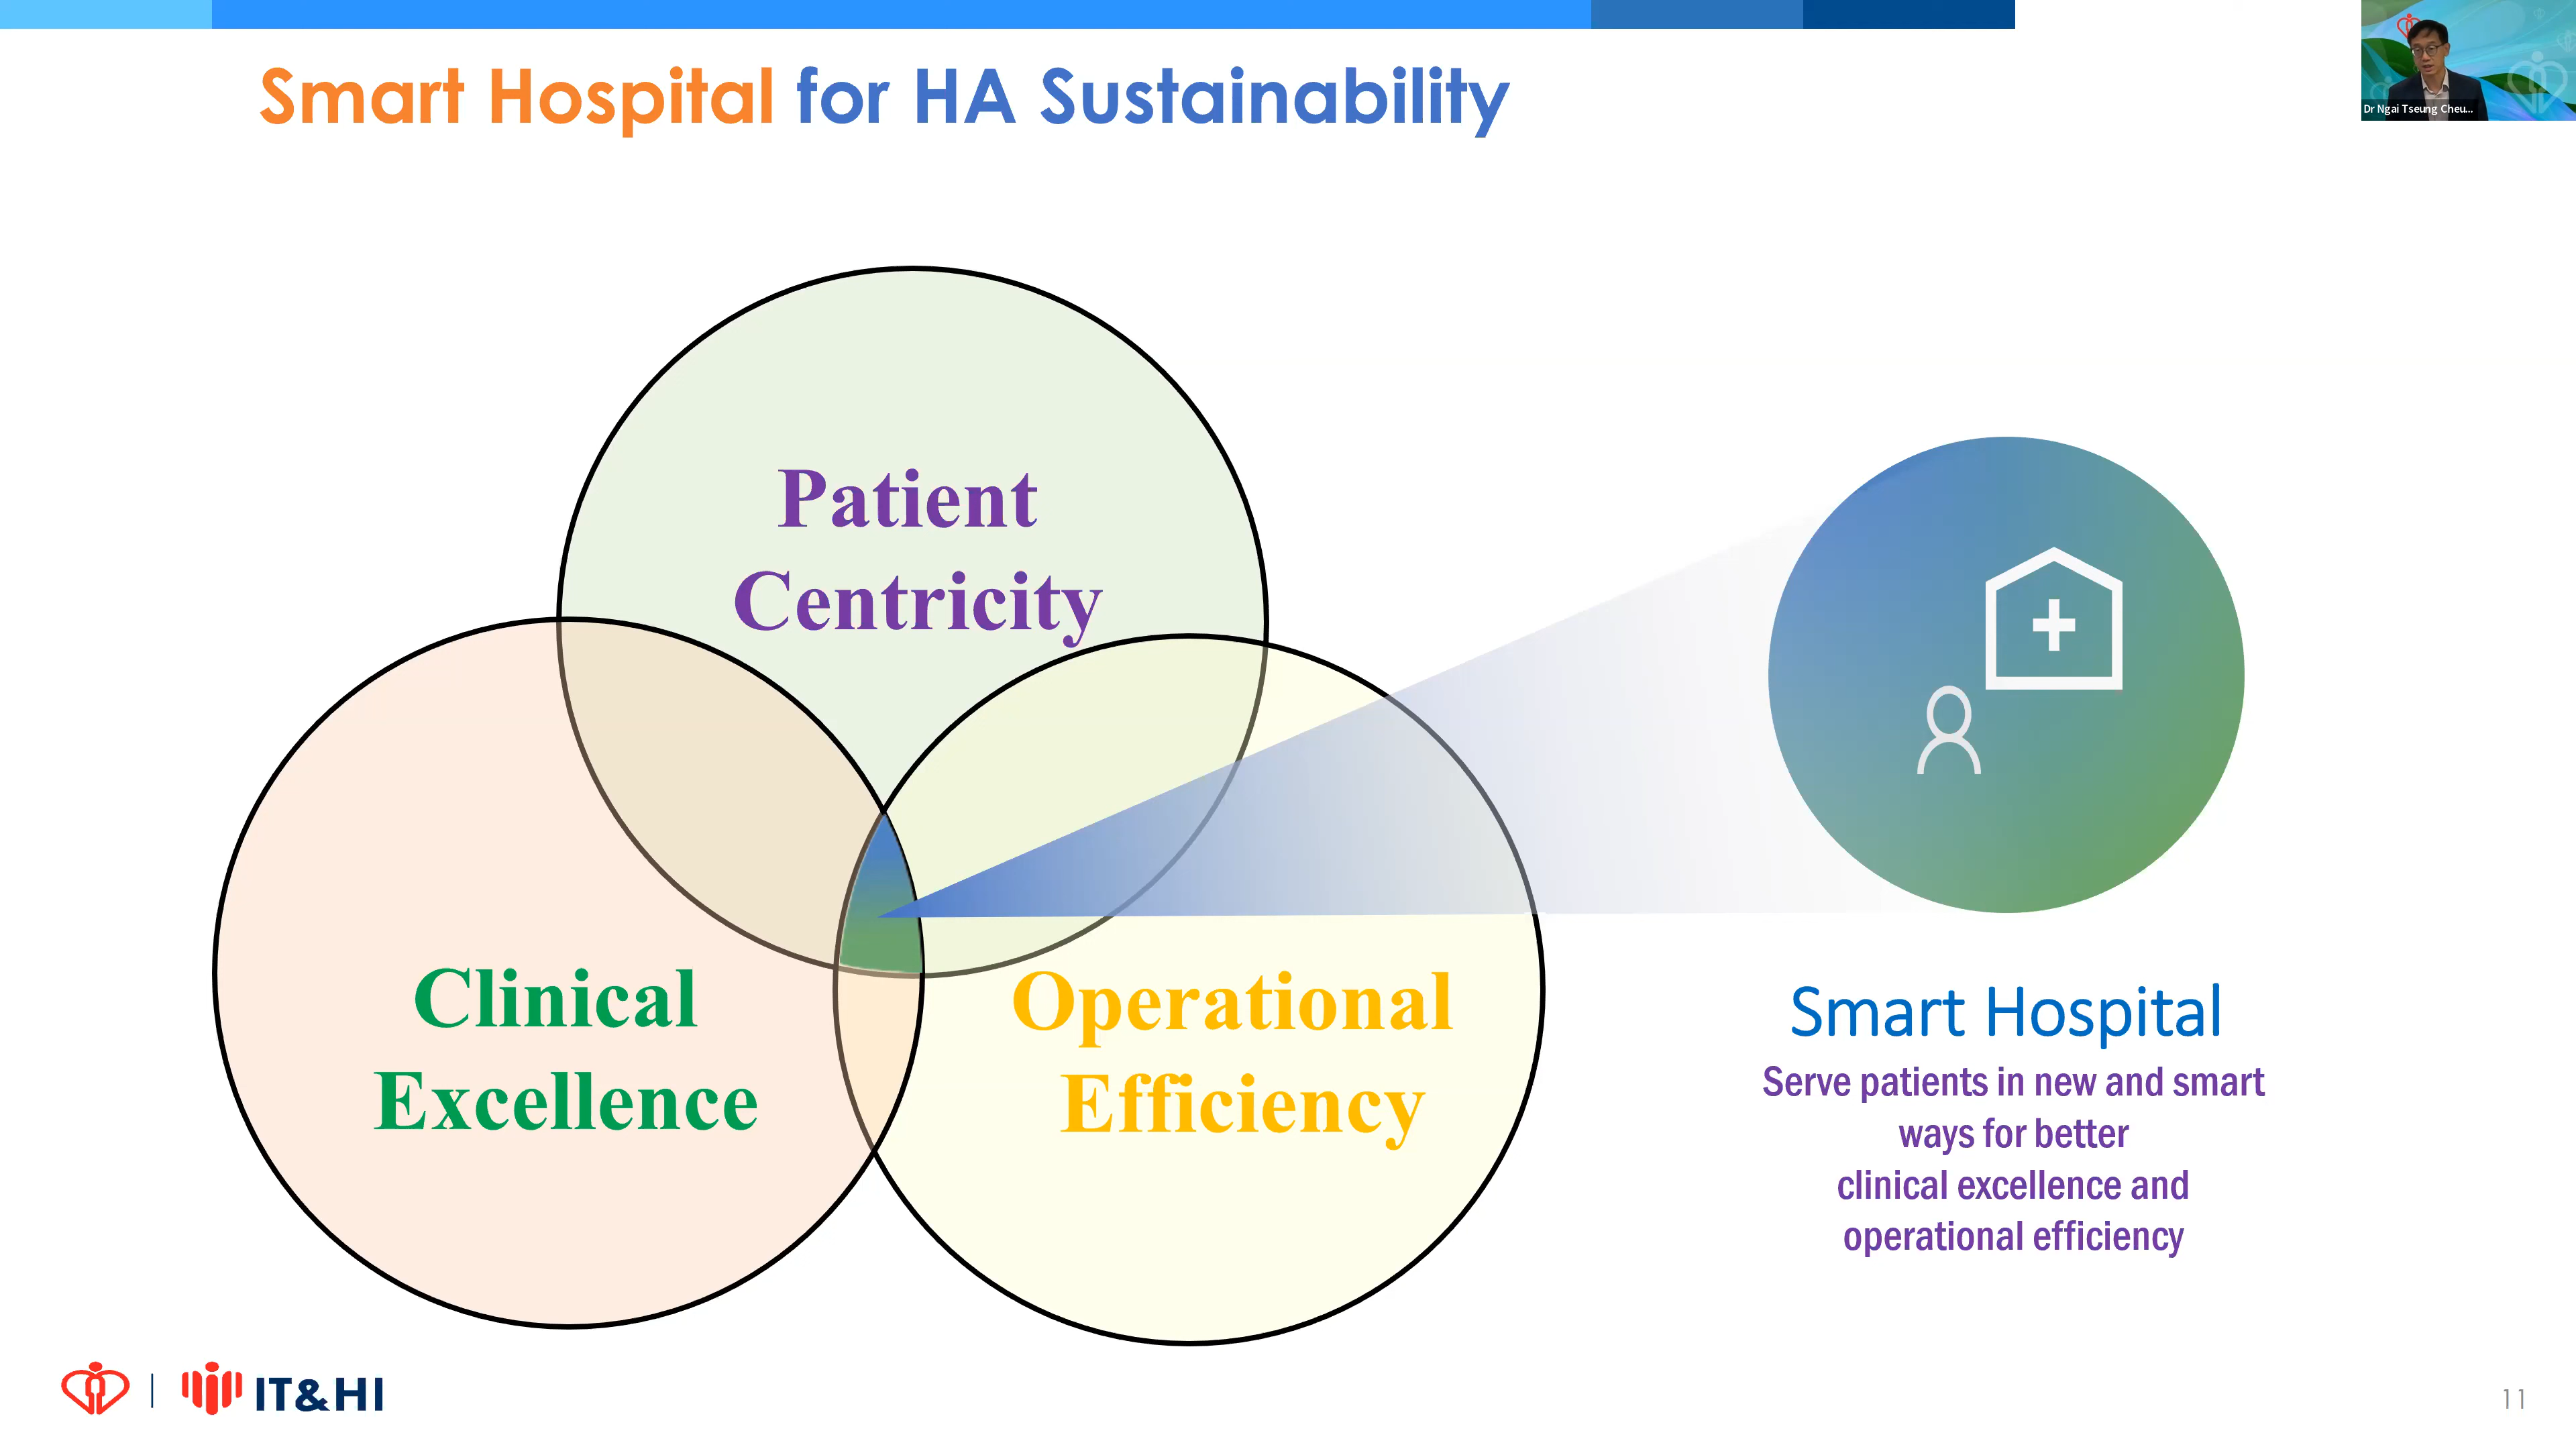 Smart Hospital for HA Sustainability
Dr Ngai Tseung Cheu...
Patient
Centricity
Clinical
Excellence
Operational
Efficiency
Smart Hospital
Serve patients in new and smart
ways for better
clinical excellence and
operational efficiency
IT&HI
11